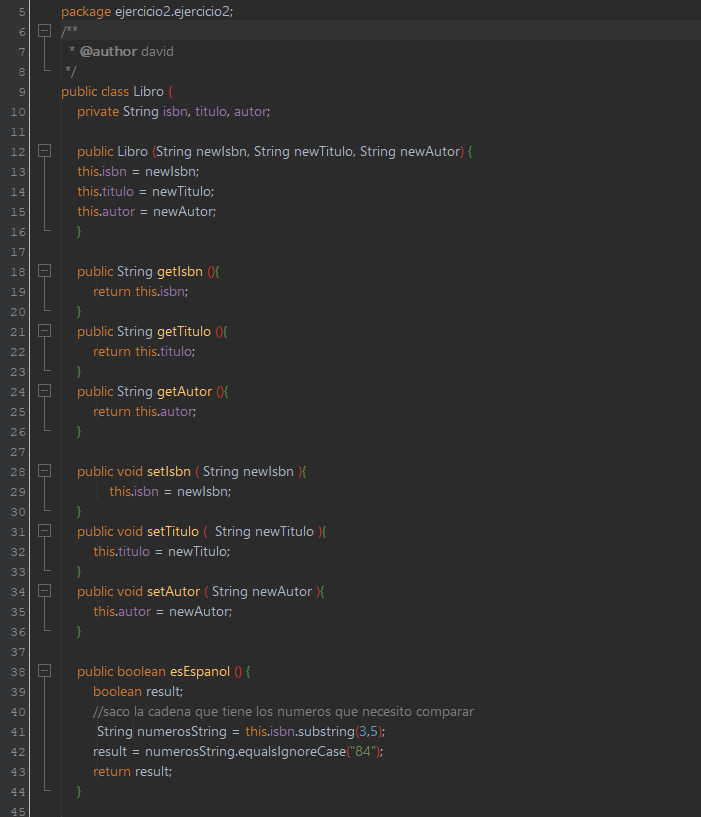 5 package ejercicio2.ejercicio2;
6 /**
7 * @author david
8 */
9 public class Libro {
10 private String isbn, titulo, autor;
11
12 public Libro (String newIsbn, String newTitulo, String newAutor) {
13 this.isbn = newIsbn;
14 this.titulo = newTitulo;
15 this.autor = newAutor;
16 }
17
18 public String getIsbn (){
19 return this.isbn;
20 }
21 public String getTitulo (){
22 return this.titulo;
23 }
24 public String getAutor (){
25 return this.autor;
26 }
27
28 public void setIsbn ( String newIsbn ){
29 this.isbn = newIsbn;
30 }
31 public void setTitulo (  String newTitulo ){
32 this.titulo = newTitulo;
33 }
34 public void setAutor ( String newAutor ){
35 this.autor = newAutor;
36 }
37
38 public boolean esEspanol () {
39 boolean result;
40 //saco la cadena que tiene los numeros que necesito comparar
41 String numerosString = this.isbn.substring(3,5);
42 result = numerosString.equalsIgnoreCase("84");
43 return result;
44 }
45